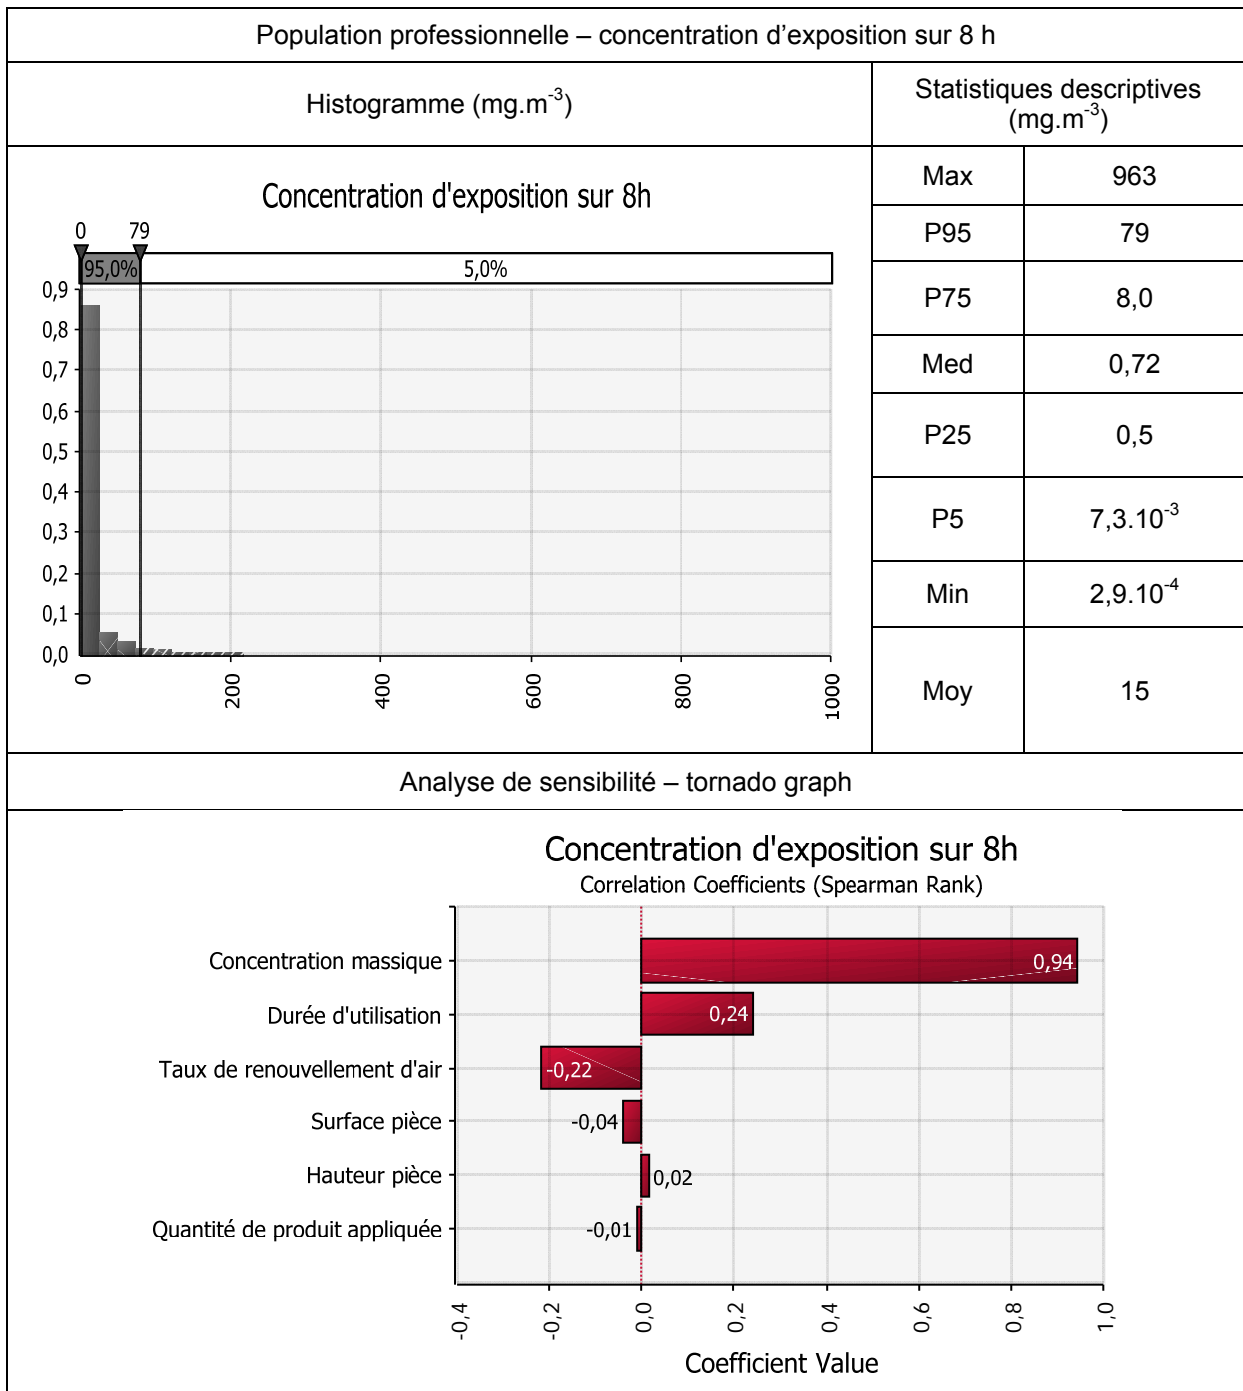 Population professionnelle – concentration d'exposition sur 8 h
Histogramme (mg.m⁻³)
Statistiques descriptives
(mg.m⁻³)
Concentration d'exposition sur 8h
0 79
95,0% 5,0%
0,9
0,8
0,7
0,6
0,5
0,4
0,3
0,2
0,1
0,0
0 200 400 600 800 1000
Max 963
P95 79
P75 8,0
Med 0,72
P25 0,5
P5 7,3.10⁻³
Min 2,9.10⁻⁴
Moy 15
Analyse de sensibilité – tornado graph
Concentration d'exposition sur 8h
Correlation Coefficients (Spearman Rank)
Concentration massique 0,94
Durée d'utilisation 0,24
Taux de renouvellement d'air -0,22
Surface pièce -0,04
Hauteur pièce 0,02
Quantité de produit appliquée -0,01
-0,4 -0,2 0,0 0,2 0,4 0,6 0,8 1,0
Coefficient Value